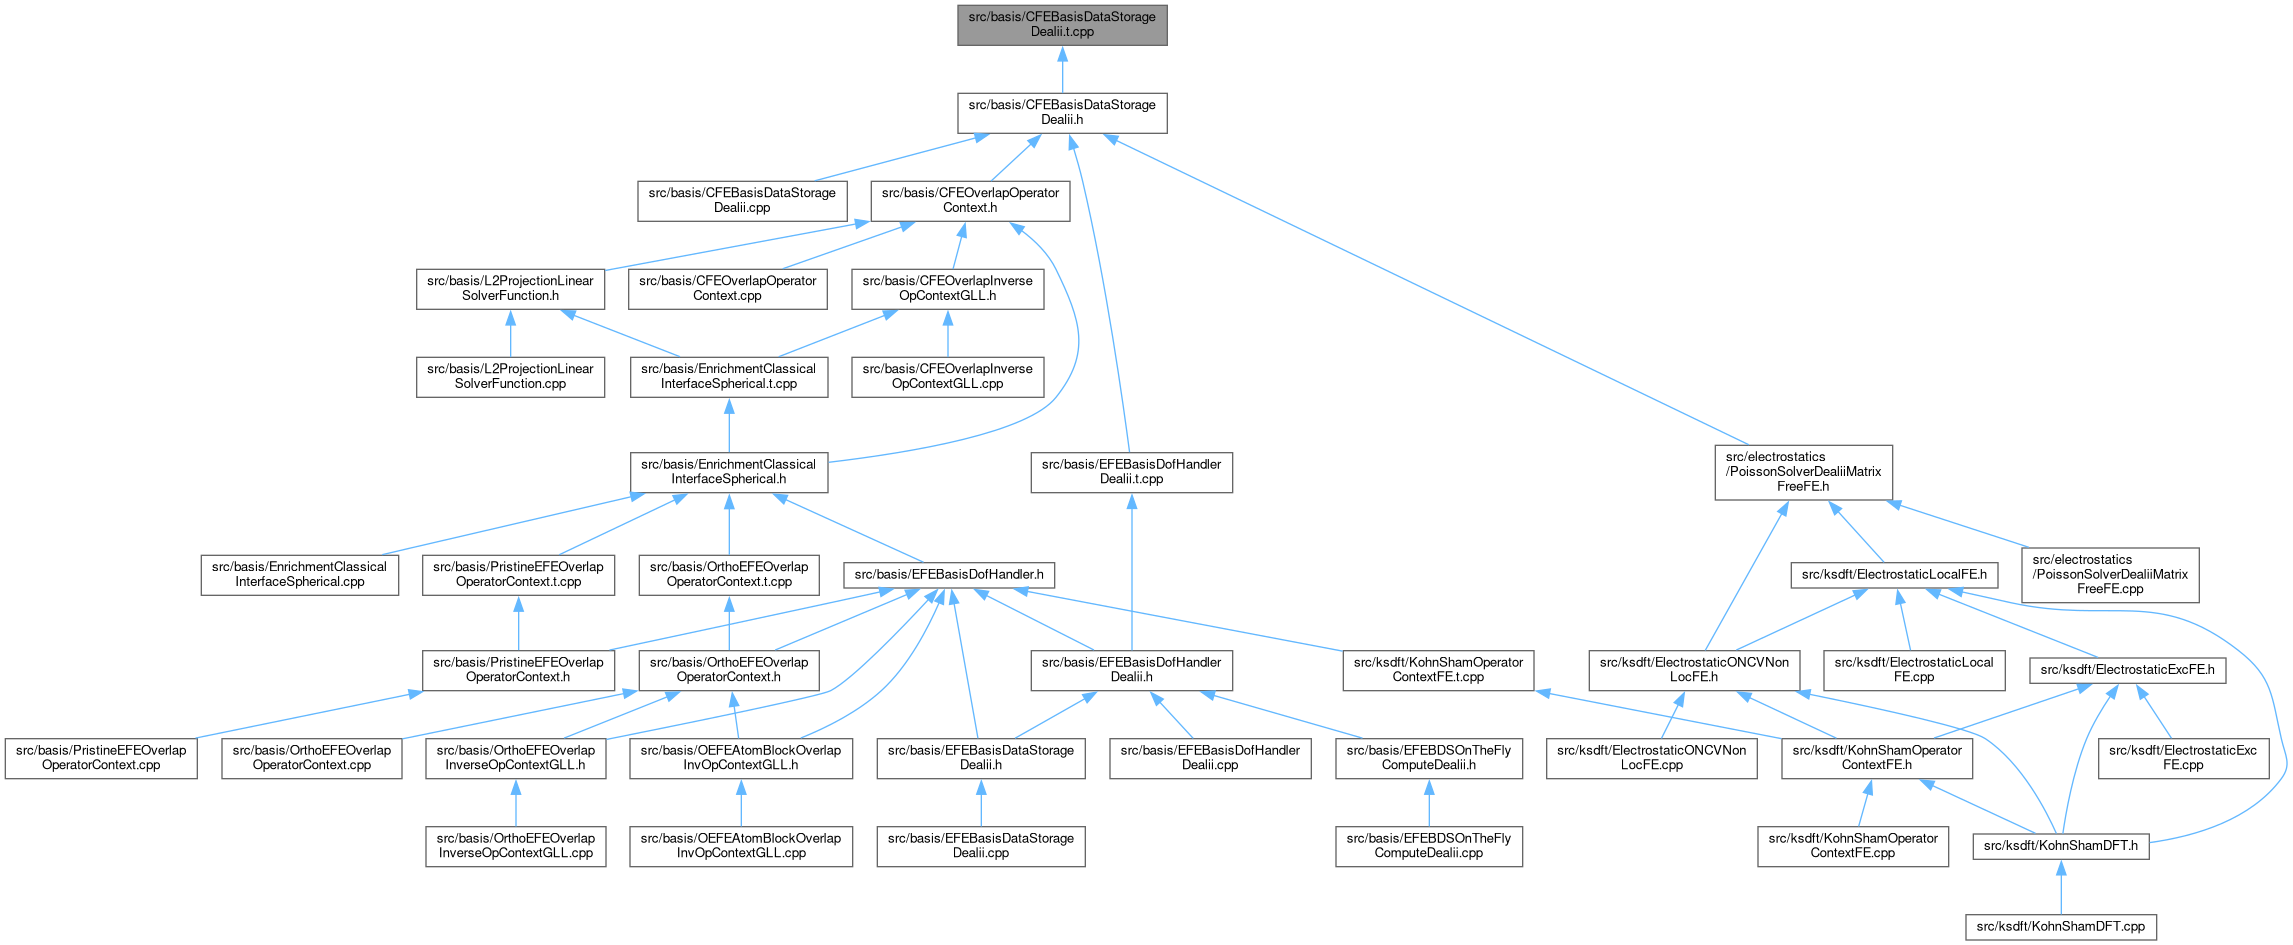 src/basis/CFEBasisDataStorage
Dealii.t.cpp
src/basis/CFEBasisDataStorage
Dealii.h
src/basis/CFEBasisDataStorage
Dealii.cpp
src/basis/CFEOverlapOperator
Context.h
src/basis/L2ProjectionLinear
SolverFunction.h
src/basis/CFEOverlapOperator
Context.cpp
src/basis/CFEOverlapInverse
OpContextGLL.h
src/basis/L2ProjectionLinear
SolverFunction.cpp
src/basis/EnrichmentClassical
InterfaceSpherical.t.cpp
src/basis/CFEOverlapInverse
OpContextGLL.cpp
src/basis/EnrichmentClassical
InterfaceSpherical.h
src/basis/EFEBasisDofHandler
Dealii.t.cpp
src/electrostatics
/PoissonSolverDealiiMatrix
FreeFE.h
src/basis/EnrichmentClassical
InterfaceSpherical.cpp
src/basis/PristineEFEOverlap
OperatorContext.t.cpp
src/basis/OrthoEFEOverlap
OperatorContext.t.cpp
src/basis/EFEBasisDofHandler.h
src/ksdft/ElectrostaticLocalFE.h
src/electrostatics
/PoissonSolverDealiiMatrix
FreeFE.cpp
src/basis/PristineEFEOverlap
OperatorContext.h
src/basis/OrthoEFEOverlap
OperatorContext.h
src/basis/EFEBasisDofHandler
Dealii.h
src/ksdft/KohnShamOperator
ContextFE.t.cpp
src/ksdft/ElectrostaticONCVNon
LocFE.h
src/ksdft/ElectrostaticLocal
FE.cpp
src/ksdft/ElectrostaticExcFE.h
src/basis/PristineEFEOverlap
OperatorContext.cpp
src/basis/OrthoEFEOverlap
OperatorContext.cpp
src/basis/OrthoEFEOverlap
InverseOpContextGLL.h
src/basis/OEFEAtomBlockOverlap
InvOpContextGLL.h
src/basis/EFEBasisDataStorage
Dealii.h
src/basis/EFEBasisDofHandler
Dealii.cpp
src/basis/EFEBDSOnTheFly
ComputeDealii.h
src/ksdft/ElectrostaticONCVNon
LocFE.cpp
src/ksdft/KohnShamOperator
ContextFE.h
src/ksdft/ElectrostaticExc
FE.cpp
src/basis/OrthoEFEOverlap
InverseOpContextGLL.cpp
src/basis/OEFEAtomBlockOverlap
InvOpContextGLL.cpp
src/basis/EFEBasisDataStorage
Dealii.cpp
src/basis/EFEBDSOnTheFly
ComputeDealii.cpp
src/ksdft/KohnShamOperator
ContextFE.cpp
src/ksdft/KohnShamDFT.h
src/ksdft/KohnShamDFT.cpp